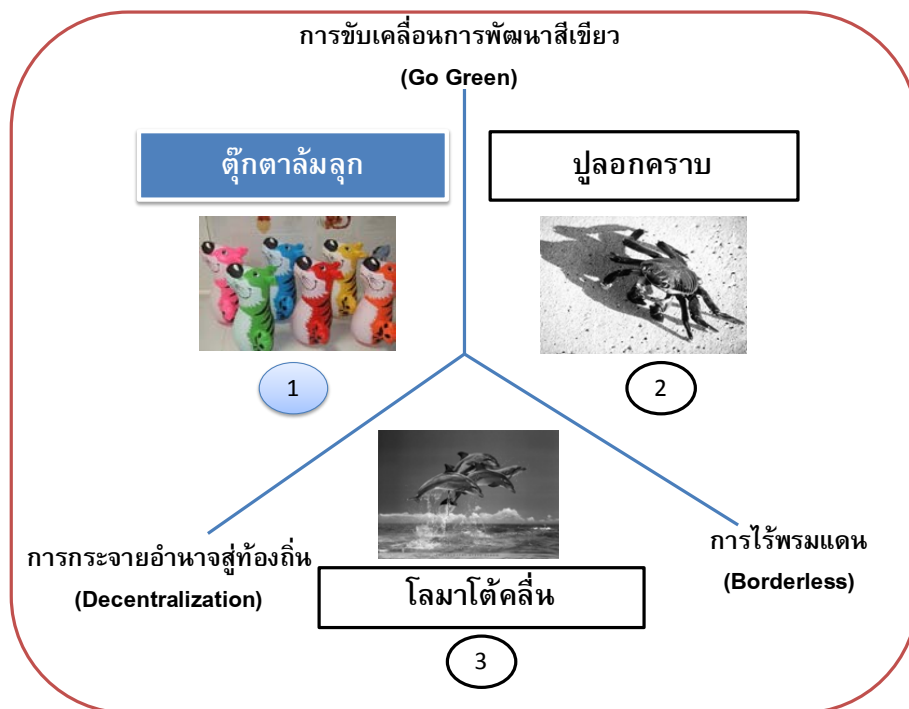 การขับเคลื่อนการพัฒนาสีเขียว
(Go Green)
ตุ๊กตาล้มลุก
ปูลอกคราบ
1
2
การกระจายอำนาจสู่ท้องถิ่น
(Decentralization)
การไร้พรมแดน
(Borderless)
โลมาโต้คลื่น
3